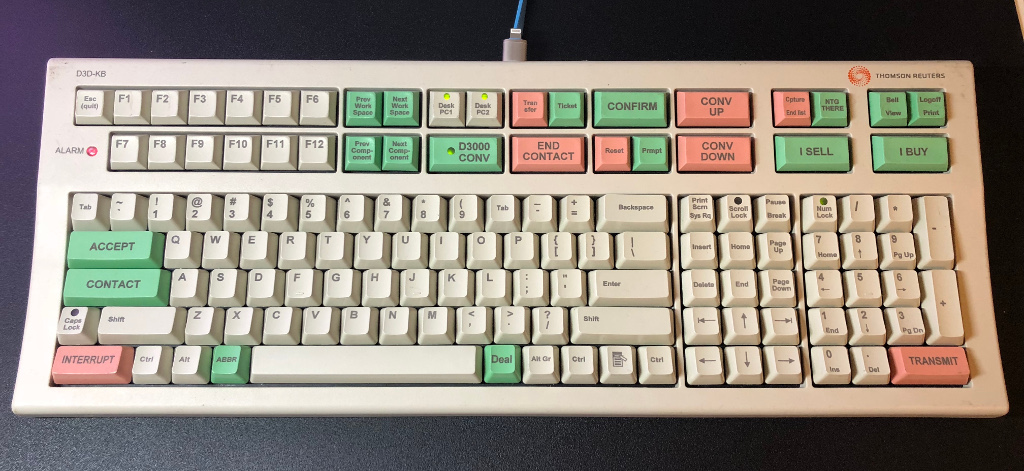 D3D-KB
THOMSON REUTERS
Esc
(quit)
F1
F2
F3
F4
F5
F6
Prev
Work
Space
Next
Work
Space
Desk
PC1
Desk
PC2
Tran
sfer
Ticket
CONFIRM
CONV
UP
Cpture
End list
NTG
THERE
Sell
View
Logoff
Print
ALARM
F7
F8
F9
F10
F11
F12
Prev
Comp-
onent
Next
Comp-
onent
D3000
CONV
END
CONTACT
Reset
Prmpt
CONV
DOWN
I SELL
I BUY
Tab
~
`
!
1
@
2
#
3
$
4
%
5
^
6
&
7
*
8
(
9
Tab
_
-
+
=
Backspace
Print
Scrn
Sys Rq
Scroll
Lock
Pause
Break
Num
Lock
/
*
-
ACCEPT
Q
W
E
R
T
Y
U
I
O
P
{
[
}
]
|
\
Insert
Home
Page
Up
7
Home
8
↑
9
Pg Up
CONTACT
A
S
D
F
G
H
J
K
L
:
;
"
'
Enter
Delete
End
Page
Down
4
←
5
6
→
+
Caps
Lock
Shift
Z
X
C
V
B
N
M
<
,
>
.
?
/
Shift
|←
↑
→|
1
End
2
↓
3
Pg Dn
INTERRUPT
Ctrl
Alt
ABBR
Deal
Alt Gr
Ctrl
Ctrl
←
↓
→
0
Ins
.
Del
TRANSMIT